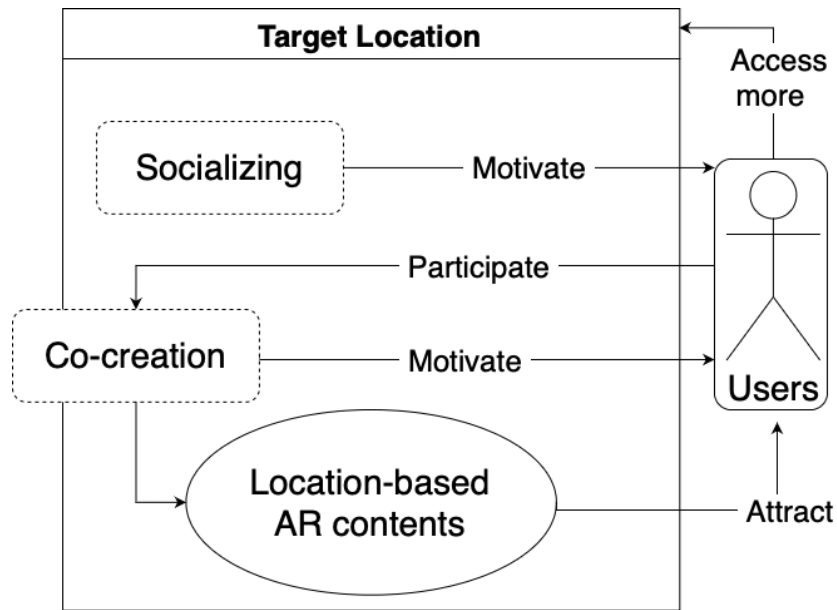 Target Location
Access
more
Socializing
Motivate
Participate
Co-creation
Motivate
Users
Location-based
AR contents
Attract